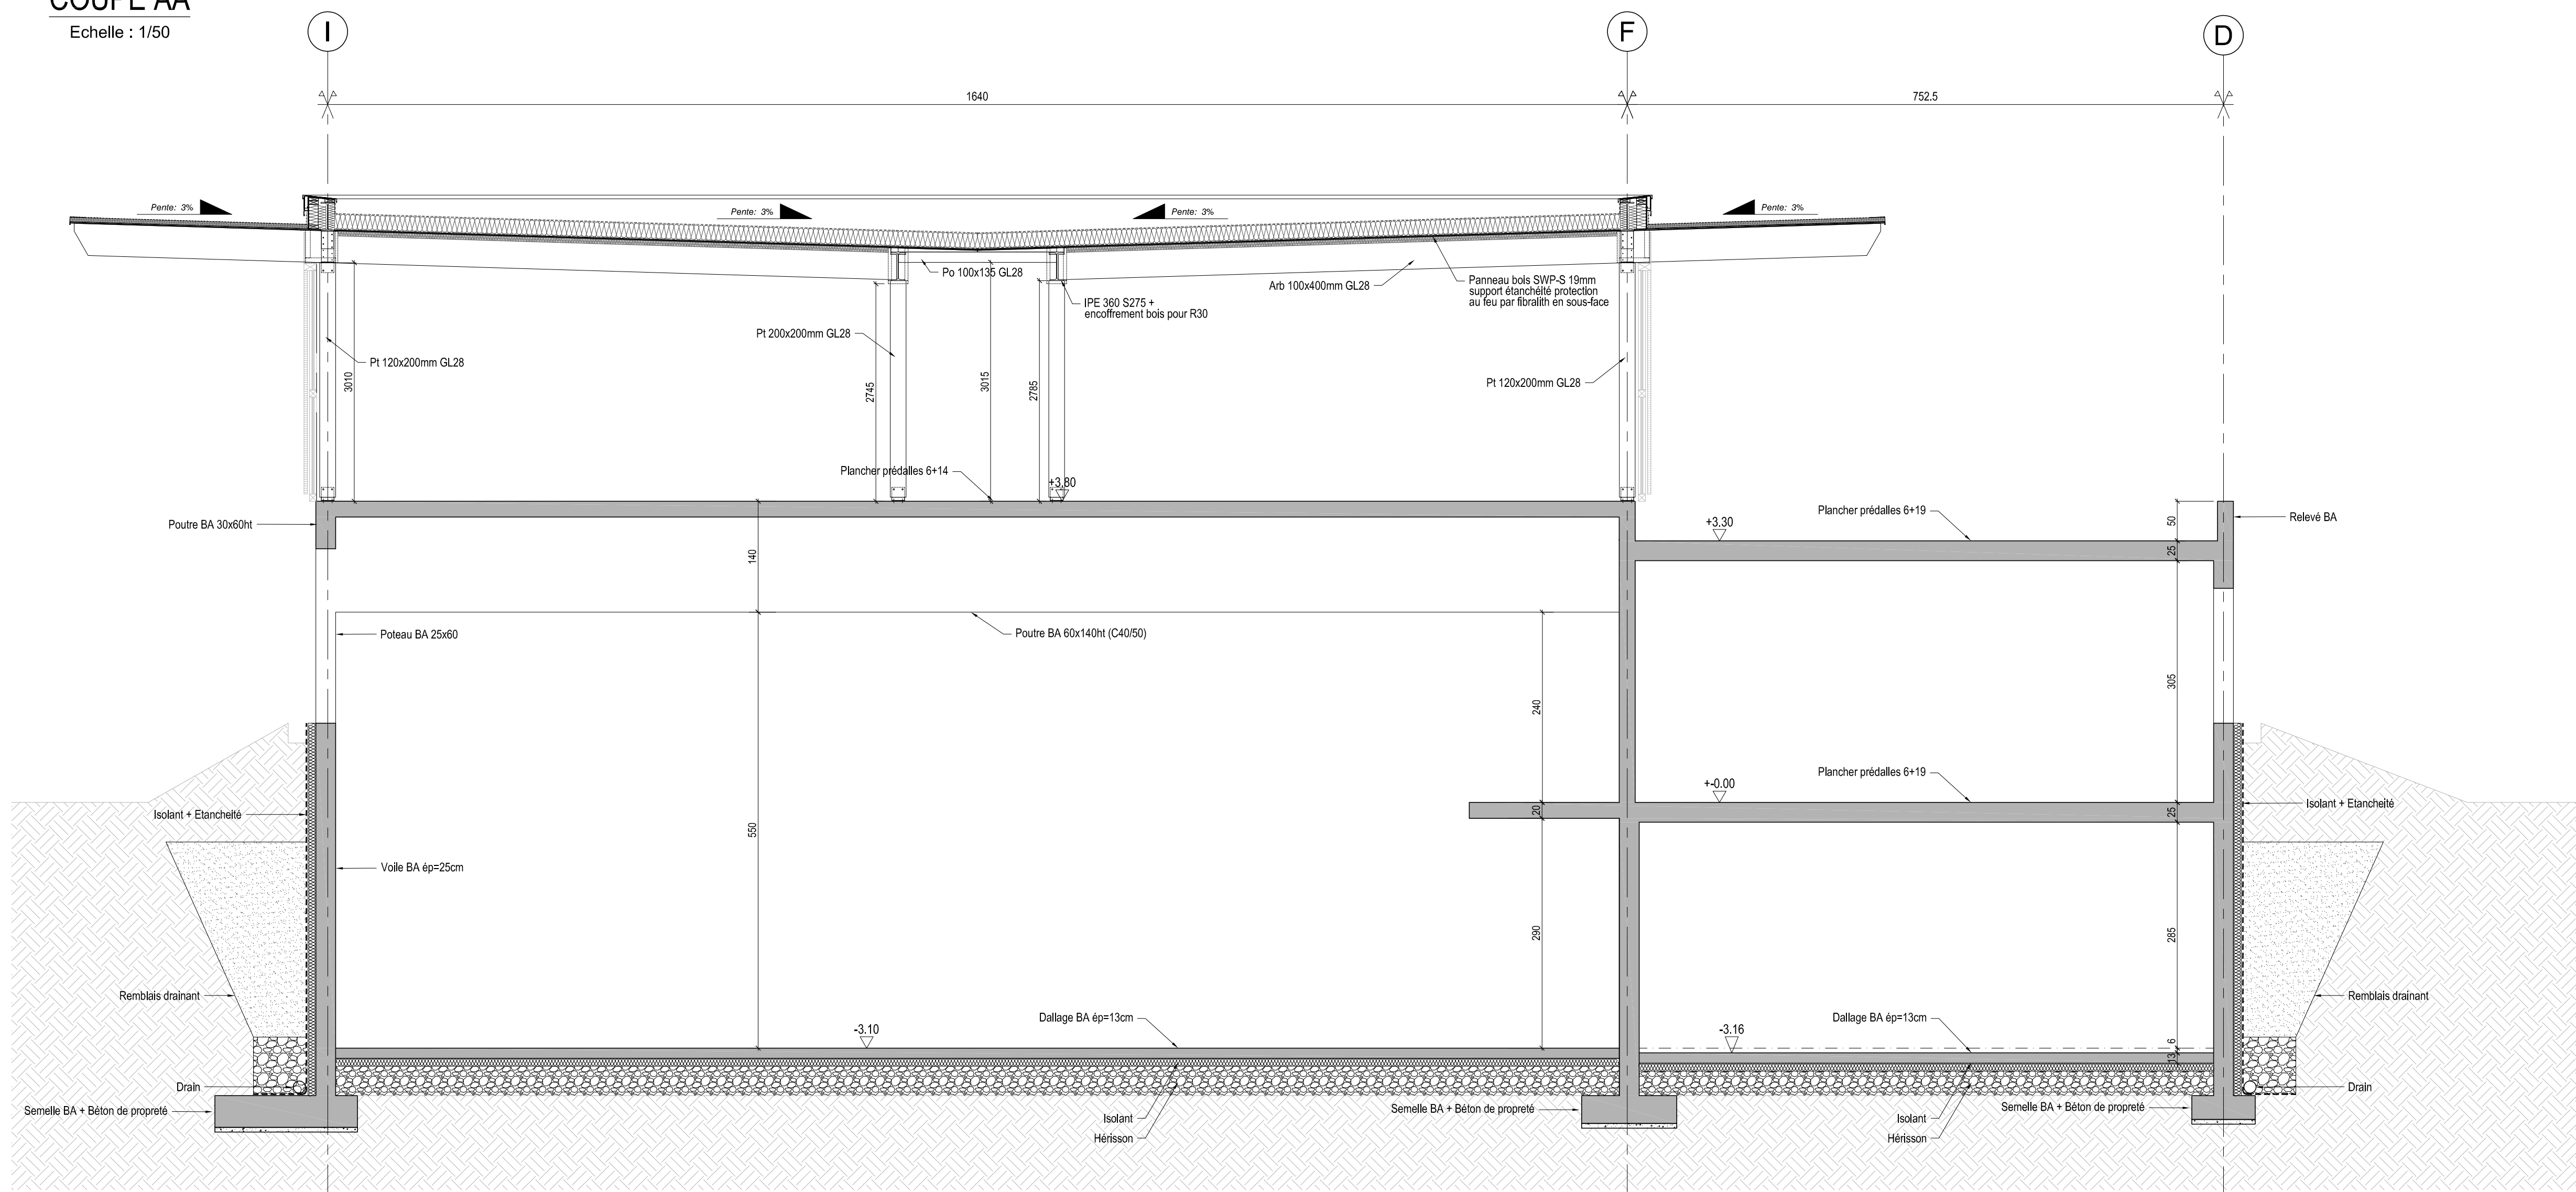 COUPE AA
Echelle : 1/50
I
F
D
1640
752.5
Pente: 3%
Pente: 3%
Pente: 3%
Pente: 3%
Po 100x135 GL28
Arb 100x400mm GL28
Panneau bois SWP-S 19mm
support étanchéité protection
au feu par fibralith en sous-face
IPE 360 S275 +
encoffrement bois pour R30
Pt 200x200mm GL28
Pt 120x200mm GL28
Pt 120x200mm GL28
3010
2745
3015
2785
Plancher prédalles 6+14
+3,80
Poutre BA 30x60ht
Plancher prédalles 6+19
+3.30
50
25
Relevé BA
140
Poteau BA 25x60
Poutre BA 60x140ht (C40/50)
305
240
Plancher prédalles 6+19
+-0.00
Isolant + Etancheité
20
25
Isolant + Etancheité
550
Voile BA ép=25cm
290
285
Remblais drainant
Remblais drainant
Dallage BA ép=13cm
-3.10
Dallage BA ép=13cm
-3.16
6
13
Drain
Drain
Semelle BA + Béton de propreté
Semelle BA + Béton de propreté
Semelle BA + Béton de propreté
Isolant
Hérisson
Isolant
Hérisson